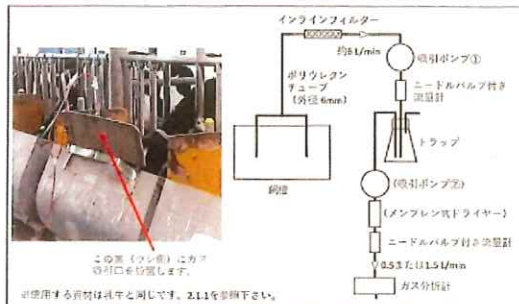 インラインフィルター
約6 L/min
吸引ポンプ①
ポリウレタン
チューブ
(外径 6mm)
ニードルバルブ付き
流量計
トラップ
飼槽
(吸引ポンプ②)
(メンブレン式ドライヤー)
ニードルバルブ付き流量計
0.5または1.5 L/min
ガス分析計
この裏(ウシ側)にガス
吸引口を設置します。
※使用する資材は乳牛と同じです。2.1.1を参照下さい。